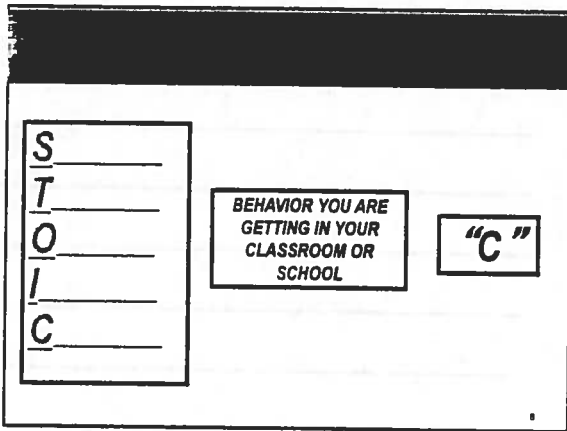 S
T
O
I
C
BEHAVIOR YOU ARE
GETTING IN YOUR
CLASSROOM OR
SCHOOL
"C"